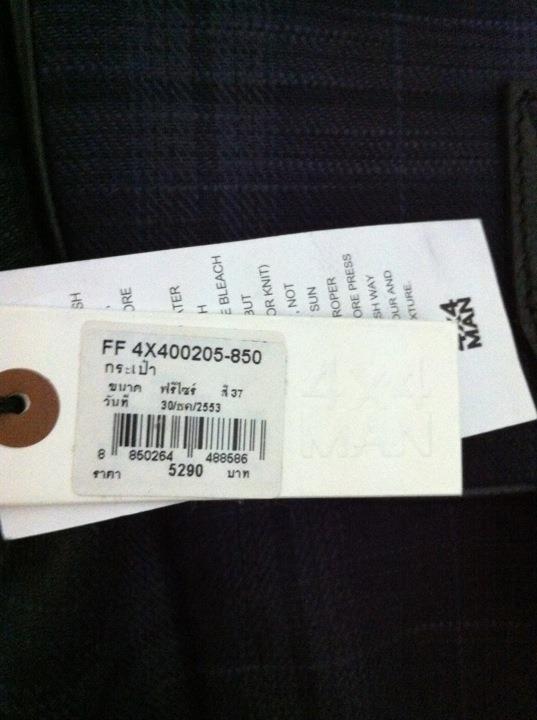 SH
ORE
TER
H
E BLEACH
BUT
OR KNIT)
, NOT
SUN
ROPER
ORE PRESS
SH WAY
OUR AND
XTURE.
4X4
MAN
FF 4X400205-850
กระเป๋า
ขนาด ฟรีไซร์ สี 37
วันที่ 30/ธค/2553
8 850264 488586
ราคา 5290 บาท
4X4
MAN